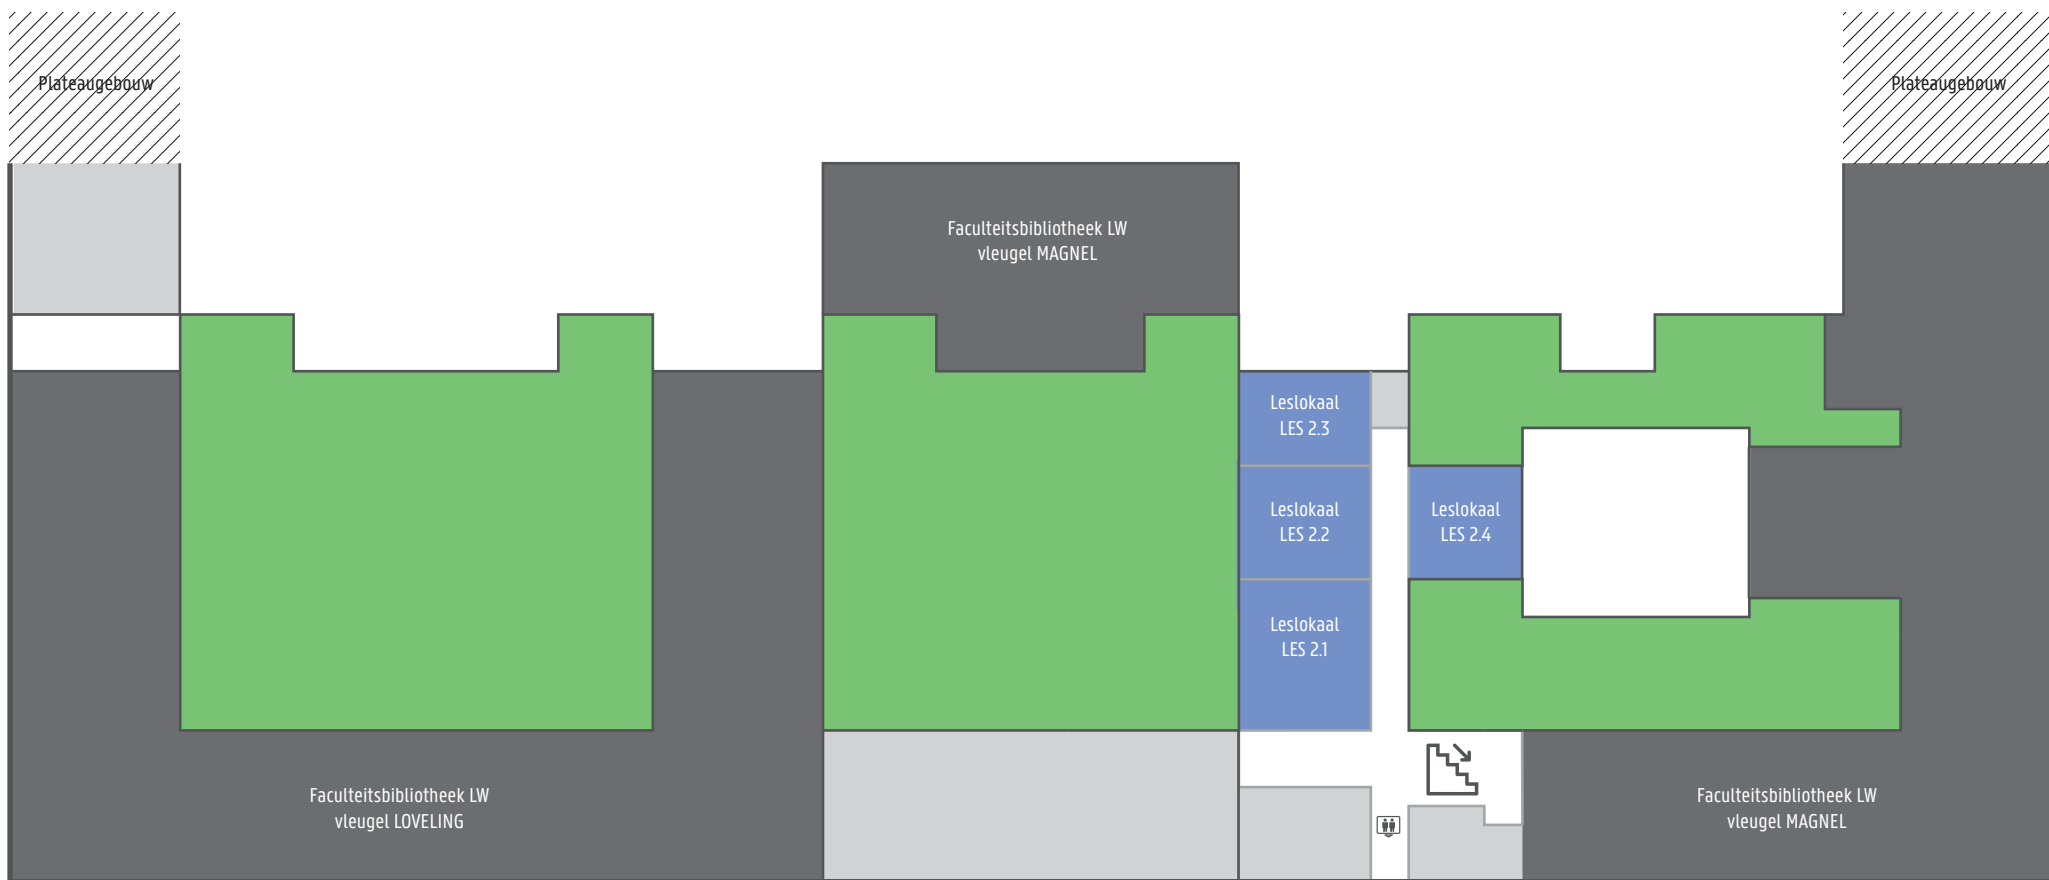 Plateaugebouw
Plateaugebouw
Faculteitsbibliotheek LW
vleugel MAGNEL
Leslokaal
LES 2.3
Leslokaal
LES 2.2
Leslokaal
LES 2.4
Leslokaal
LES 2.1
Faculteitsbibliotheek LW
vleugel LOVELING
Faculteitsbibliotheek LW
vleugel MAGNEL